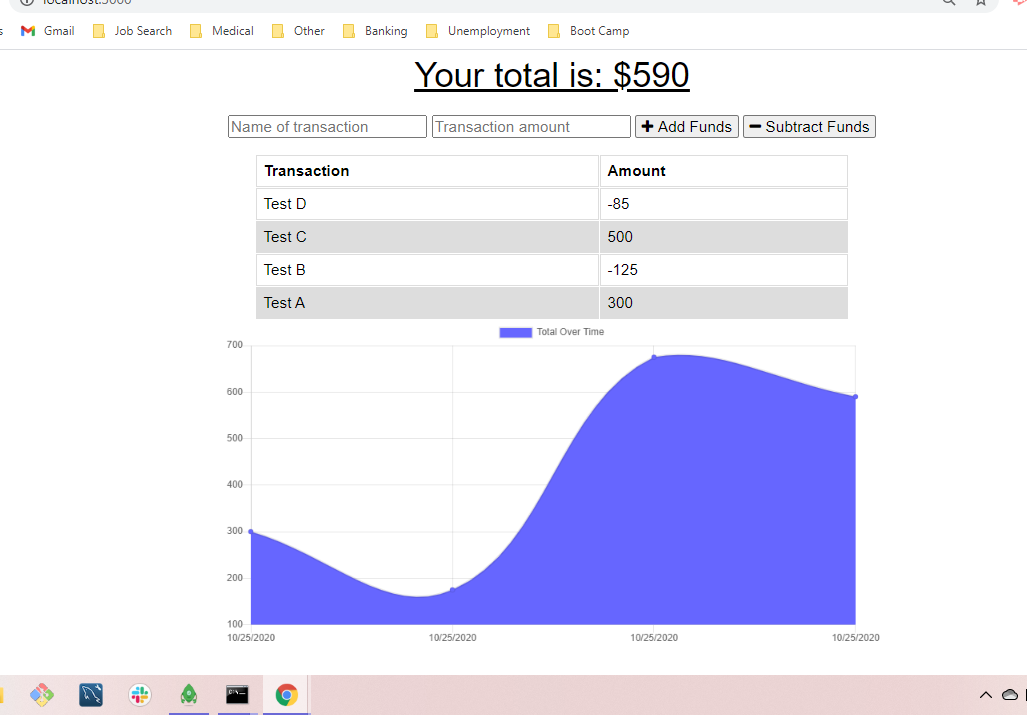 Gmail Job Search Medical Other Banking Unemployment Boot Camp
Your total is: $590
Name of transaction Transaction amount Add Funds Subtract Funds
Transaction Amount
Test D -85
Test C 500
Test B -125
Test A 300
Total Over Time
700
600
500
400
300
200
100
10/25/2020 10/25/2020 10/25/2020 10/25/2020